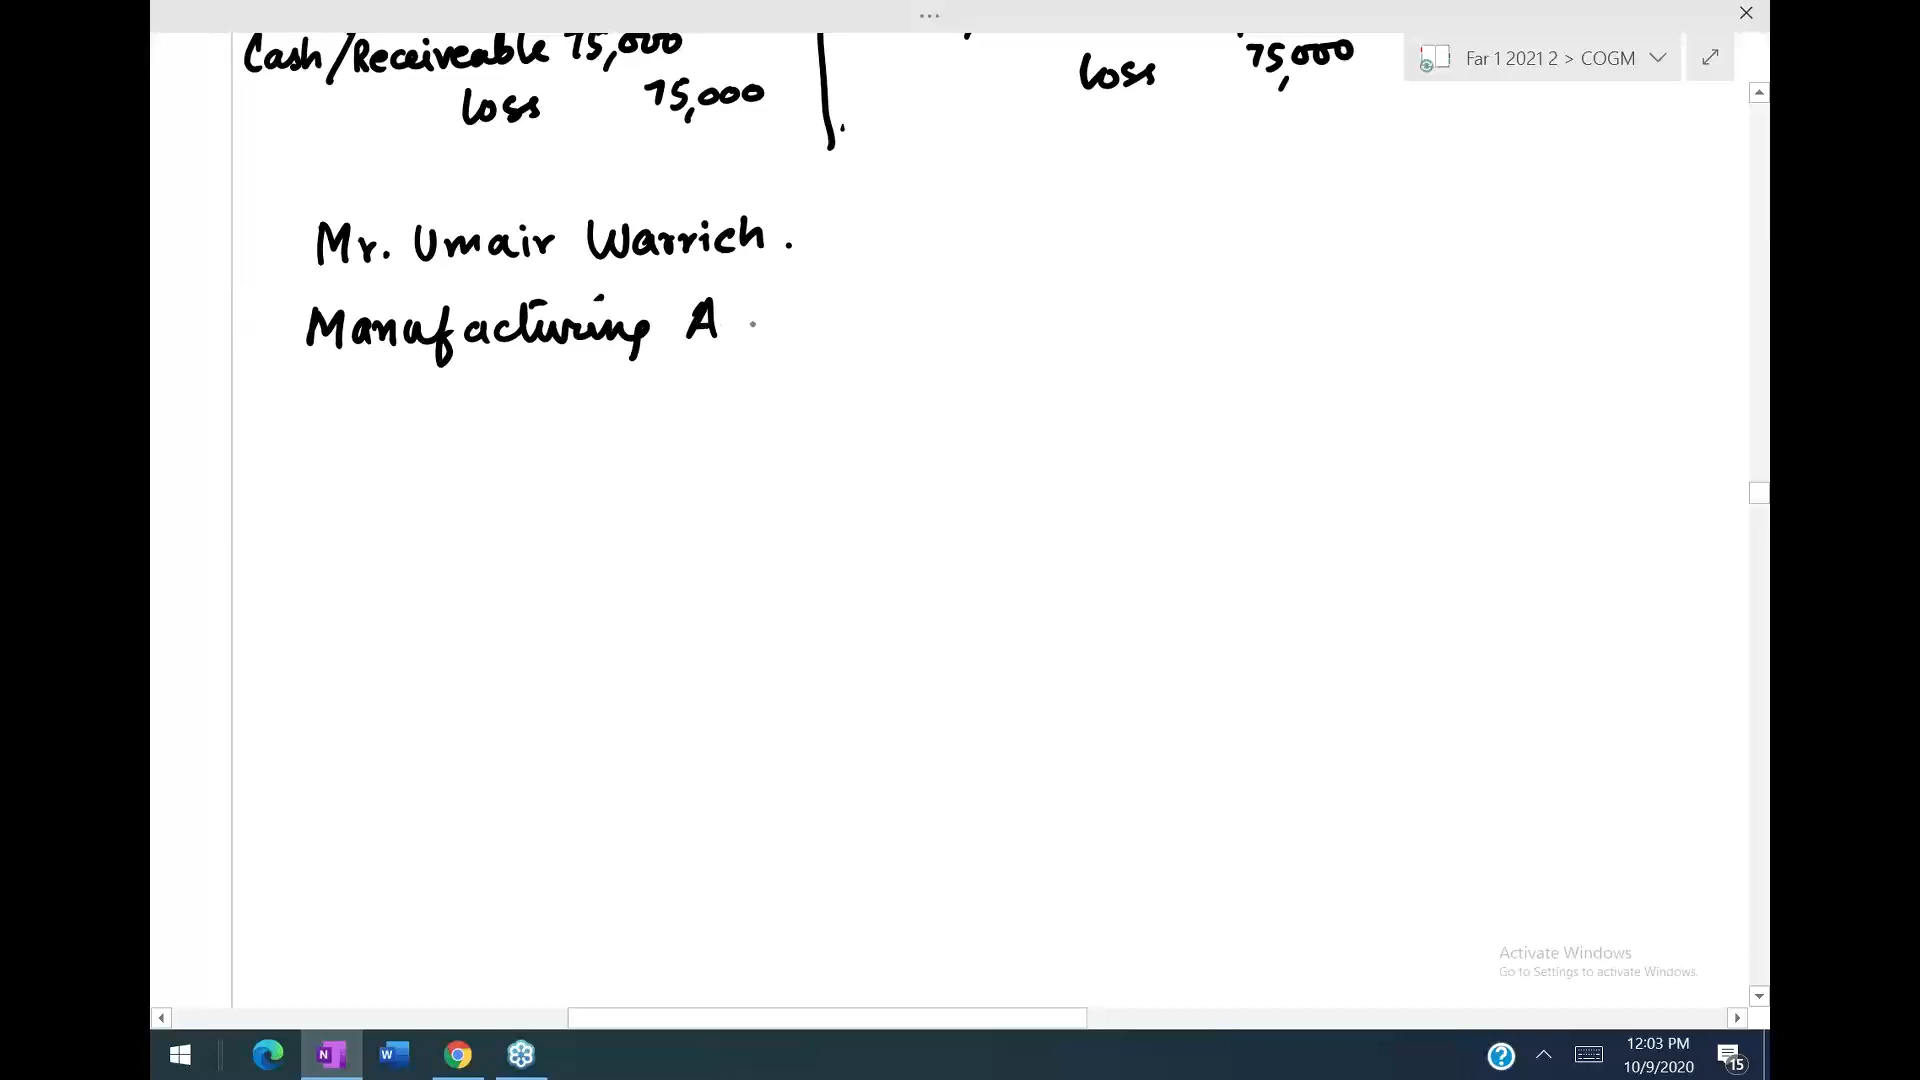 Cash/Receiveable 75,000
loss 75,000
loss 75,000
Far 1 2021 2 > COGM
Mr. Umair Warrich.
Manufacturing A
Activate Windows
Go to Settings to activate Windows.
12:03 PM
10/9/2020
15